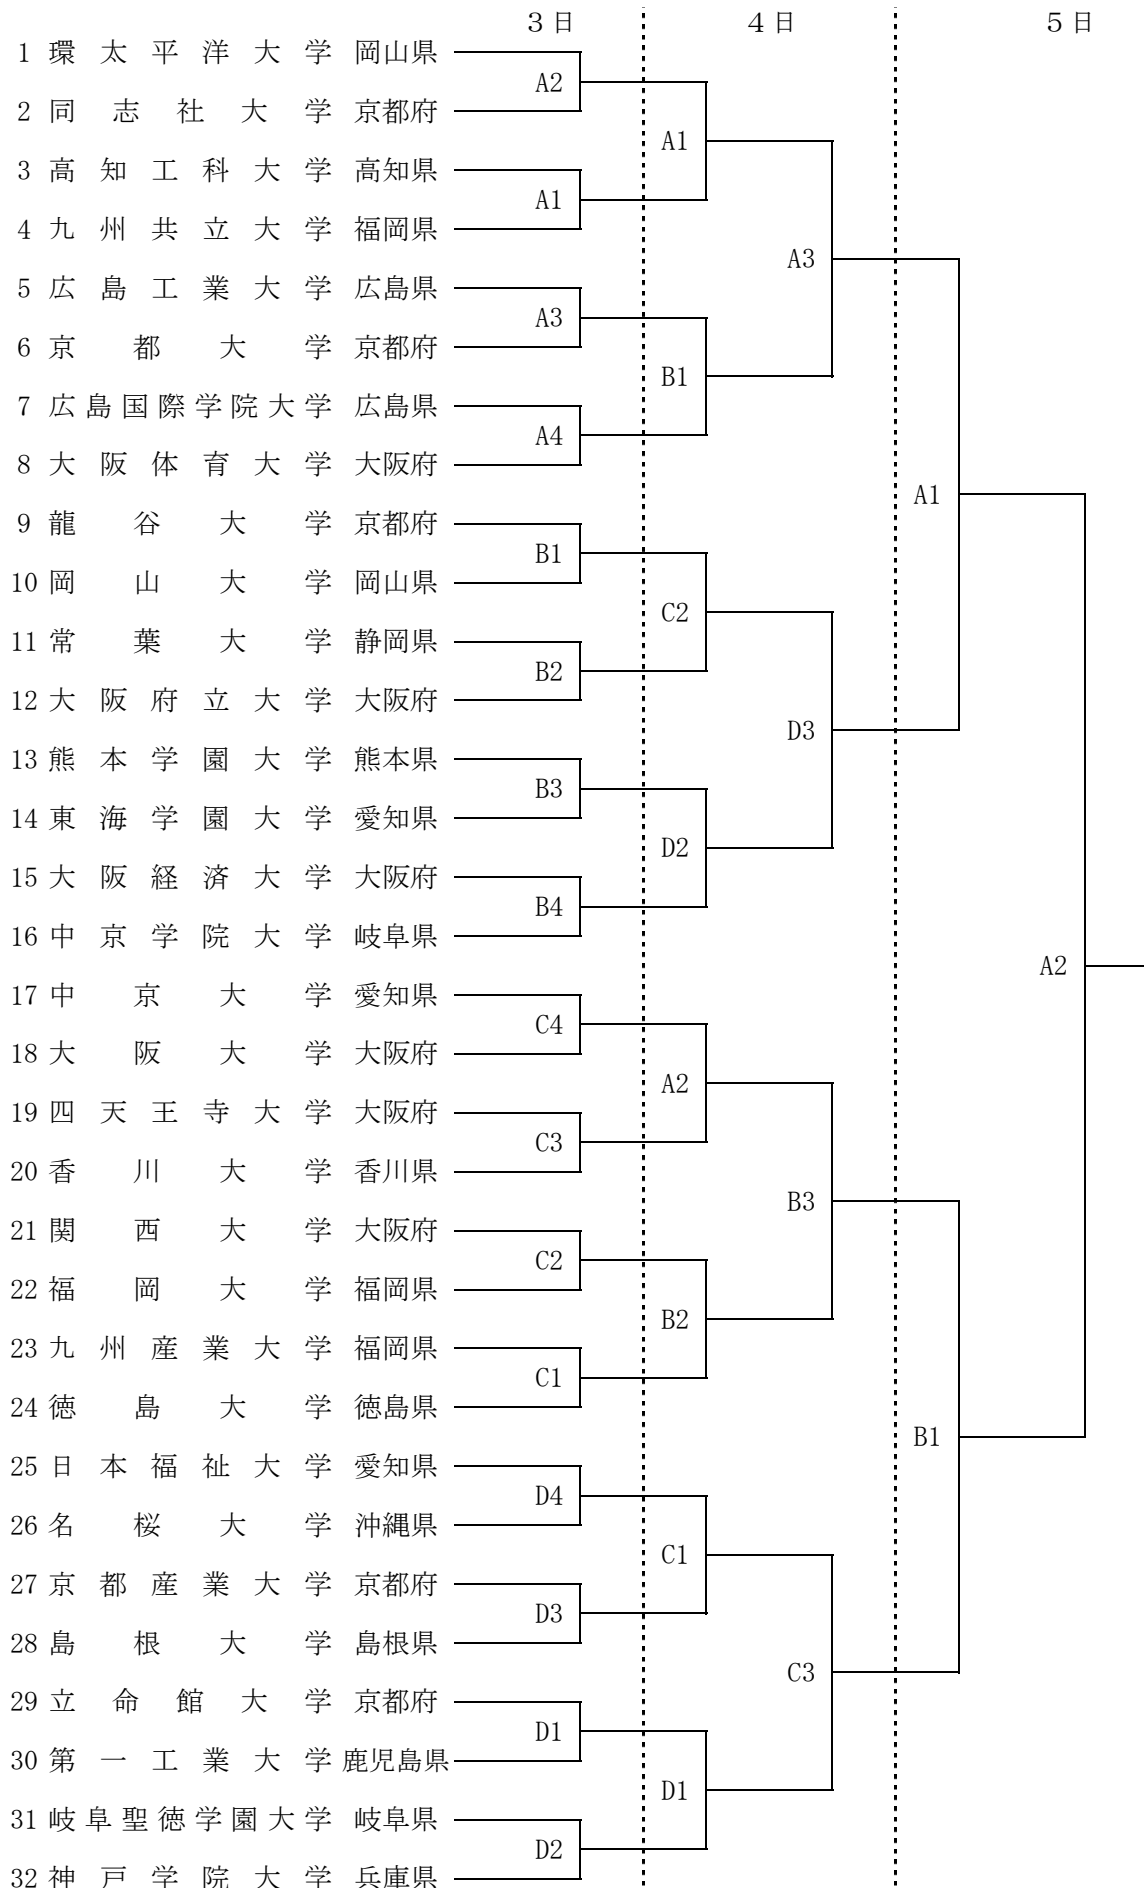 3日 4日 5日
1 環太平洋大学 岡山県
A2
2 同志社大学 京都府
A1
3 高知工科大学 高知県
A1
4 九州共立大学 福岡県
A3
5 広島工業大学 広島県
A3
6 京都大学 京都府
B1
7 広島国際学院大学 広島県
A4
8 大阪体育大学 大阪府
A1
9 龍谷大学 京都府
B1
10 岡山大学 岡山県
C2
11 常葉大学 静岡県
B2
12 大阪府立大学 大阪府
D3
13 熊本学園大学 熊本県
B3
14 東海学園大学 愛知県
D2
15 大阪経済大学 大阪府
B4
16 中京学院大学 岐阜県
A2
17 中京大学 愛知県
C4
18 大阪大学 大阪府
A2
19 四天王寺大学 大阪府
C3
20 香川大学 香川県
B3
21 関西大学 大阪府
C2
22 福岡大学 福岡県
B2
23 九州産業大学 福岡県
C1
24 徳島大学 徳島県
B1
25 日本福祉大学 愛知県
D4
26 名桜大学 沖縄県
C1
27 京都産業大学 京都府
D3
28 島根大学 島根県
C3
29 立命館大学 京都府
D1
30 第一工業大学 鹿児島県
D1
31 岐阜聖徳学園大学 岐阜県
D2
32 神戸学院大学 兵庫県